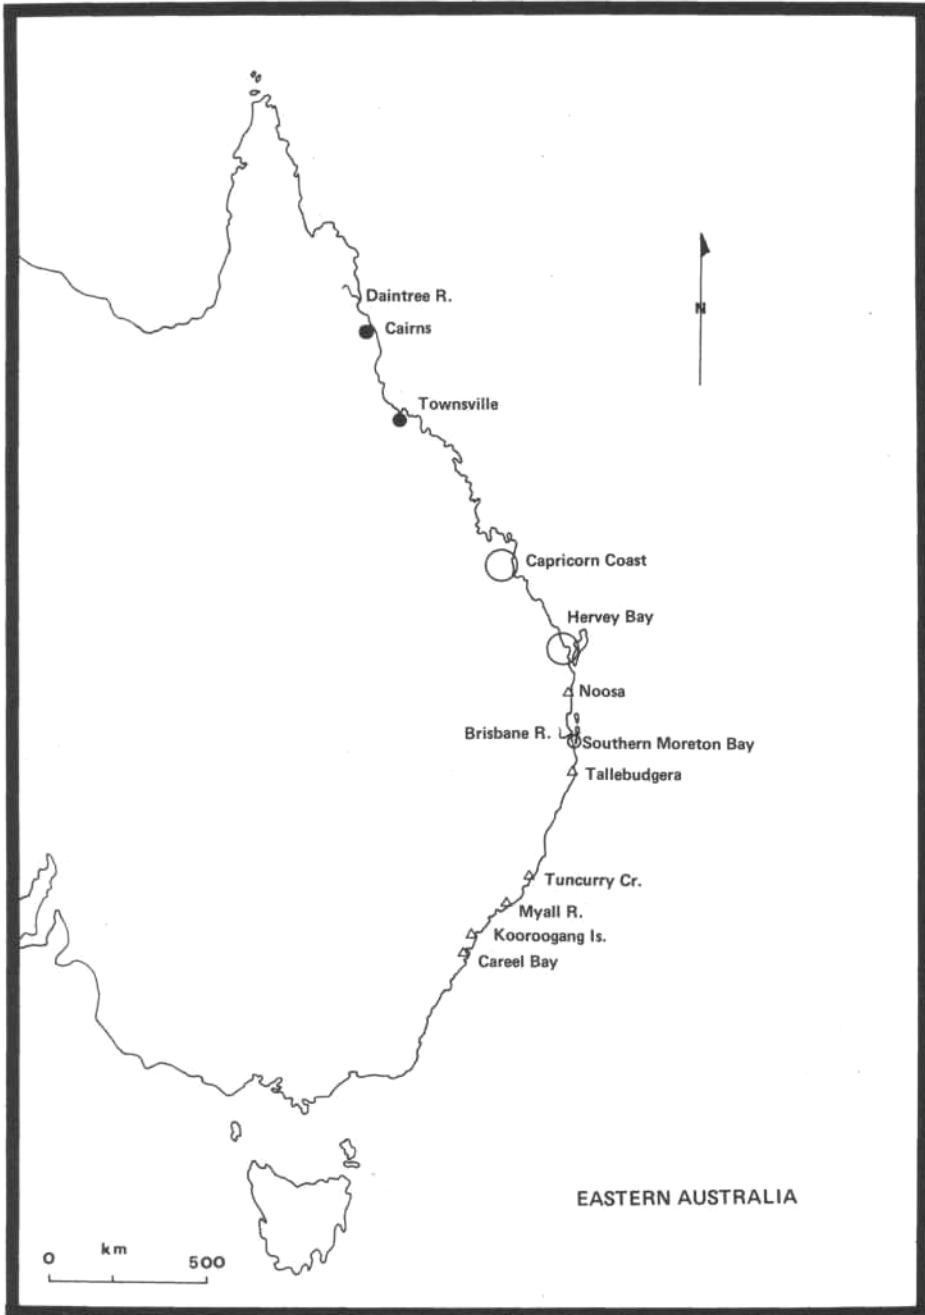 Daintree R.
Cairns
N
Townsville
Capricorn Coast
Hervey Bay
Noosa
Brisbane R.
Southern Moreton Bay
Tallebudgera
Tuncurry Cr.
Myall R.
Kooroogang Is.
Careel Bay
EASTERN AUSTRALIA
km
0 500